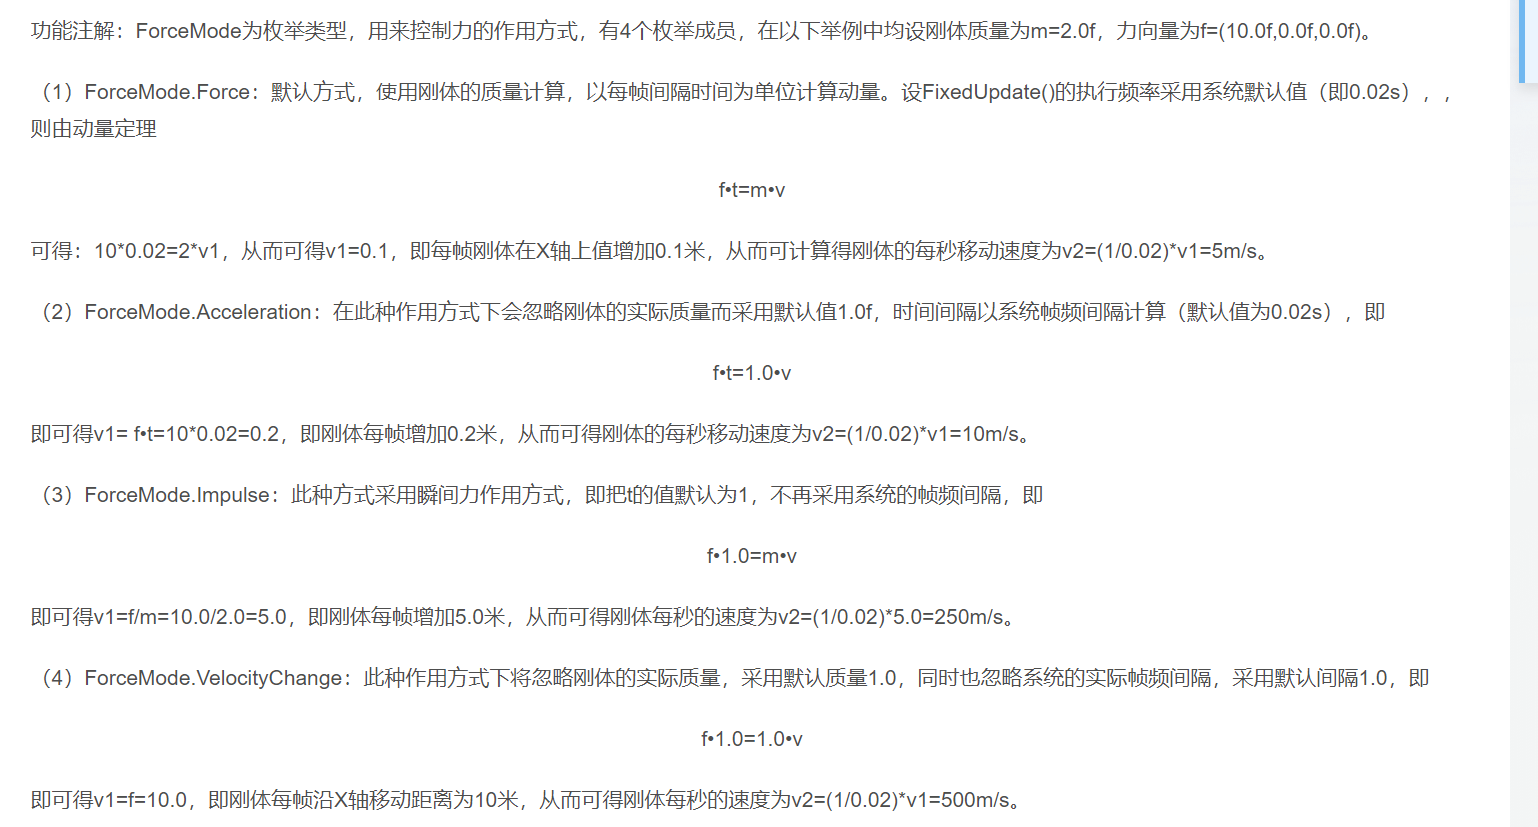 功能注解：ForceMode为枚举类型，用来控制力的作用方式，有4个枚举成员，在以下举例中均设刚体质量为m=2.0f，力向量为f=(10.0f,0.0f,0.0f)。
（1）ForceMode.Force：默认方式，使用刚体的质量计算，以每帧间隔时间为单位计算动量。设FixedUpdate()的执行频率采用系统默认值（即0.02s），，
则由动量定理
f•t=m•v
可得：10*0.02=2*v1，从而可得v1=0.1，即每帧刚体在X轴上值增加0.1米，从而可计算得刚体的每秒移动速度为v2=(1/0.02)*v1=5m/s。
（2）ForceMode.Acceleration：在此种作用方式下会忽略刚体的实际质量而采用默认值1.0f，时间间隔以系统帧频间隔计算（默认值为0.02s），即
f•t=1.0•v
即可得v1= f•t=10*0.02=0.2，即刚体每帧增加0.2米，从而可得刚体的每秒移动速度为v2=(1/0.02)*v1=10m/s。
（3）ForceMode.Impulse：此种方式采用瞬间力作用方式，即把t的值默认为1，不再采用系统的帧频间隔，即
f•1.0=m•v
即可得v1=f/m=10.0/2.0=5.0，即刚体每帧增加5.0米，从而可得刚体每秒的速度为v2=(1/0.02)*5.0=250m/s。
（4）ForceMode.VelocityChange：此种作用方式下将忽略刚体的实际质量，采用默认质量1.0，同时也忽略系统的实际帧频间隔，采用默认间隔1.0，即
f•1.0=1.0•v
即可得v1=f=10.0，即刚体每帧沿X轴移动距离为10米，从而可得刚体每秒的速度为v2=(1/0.02)*v1=500m/s。